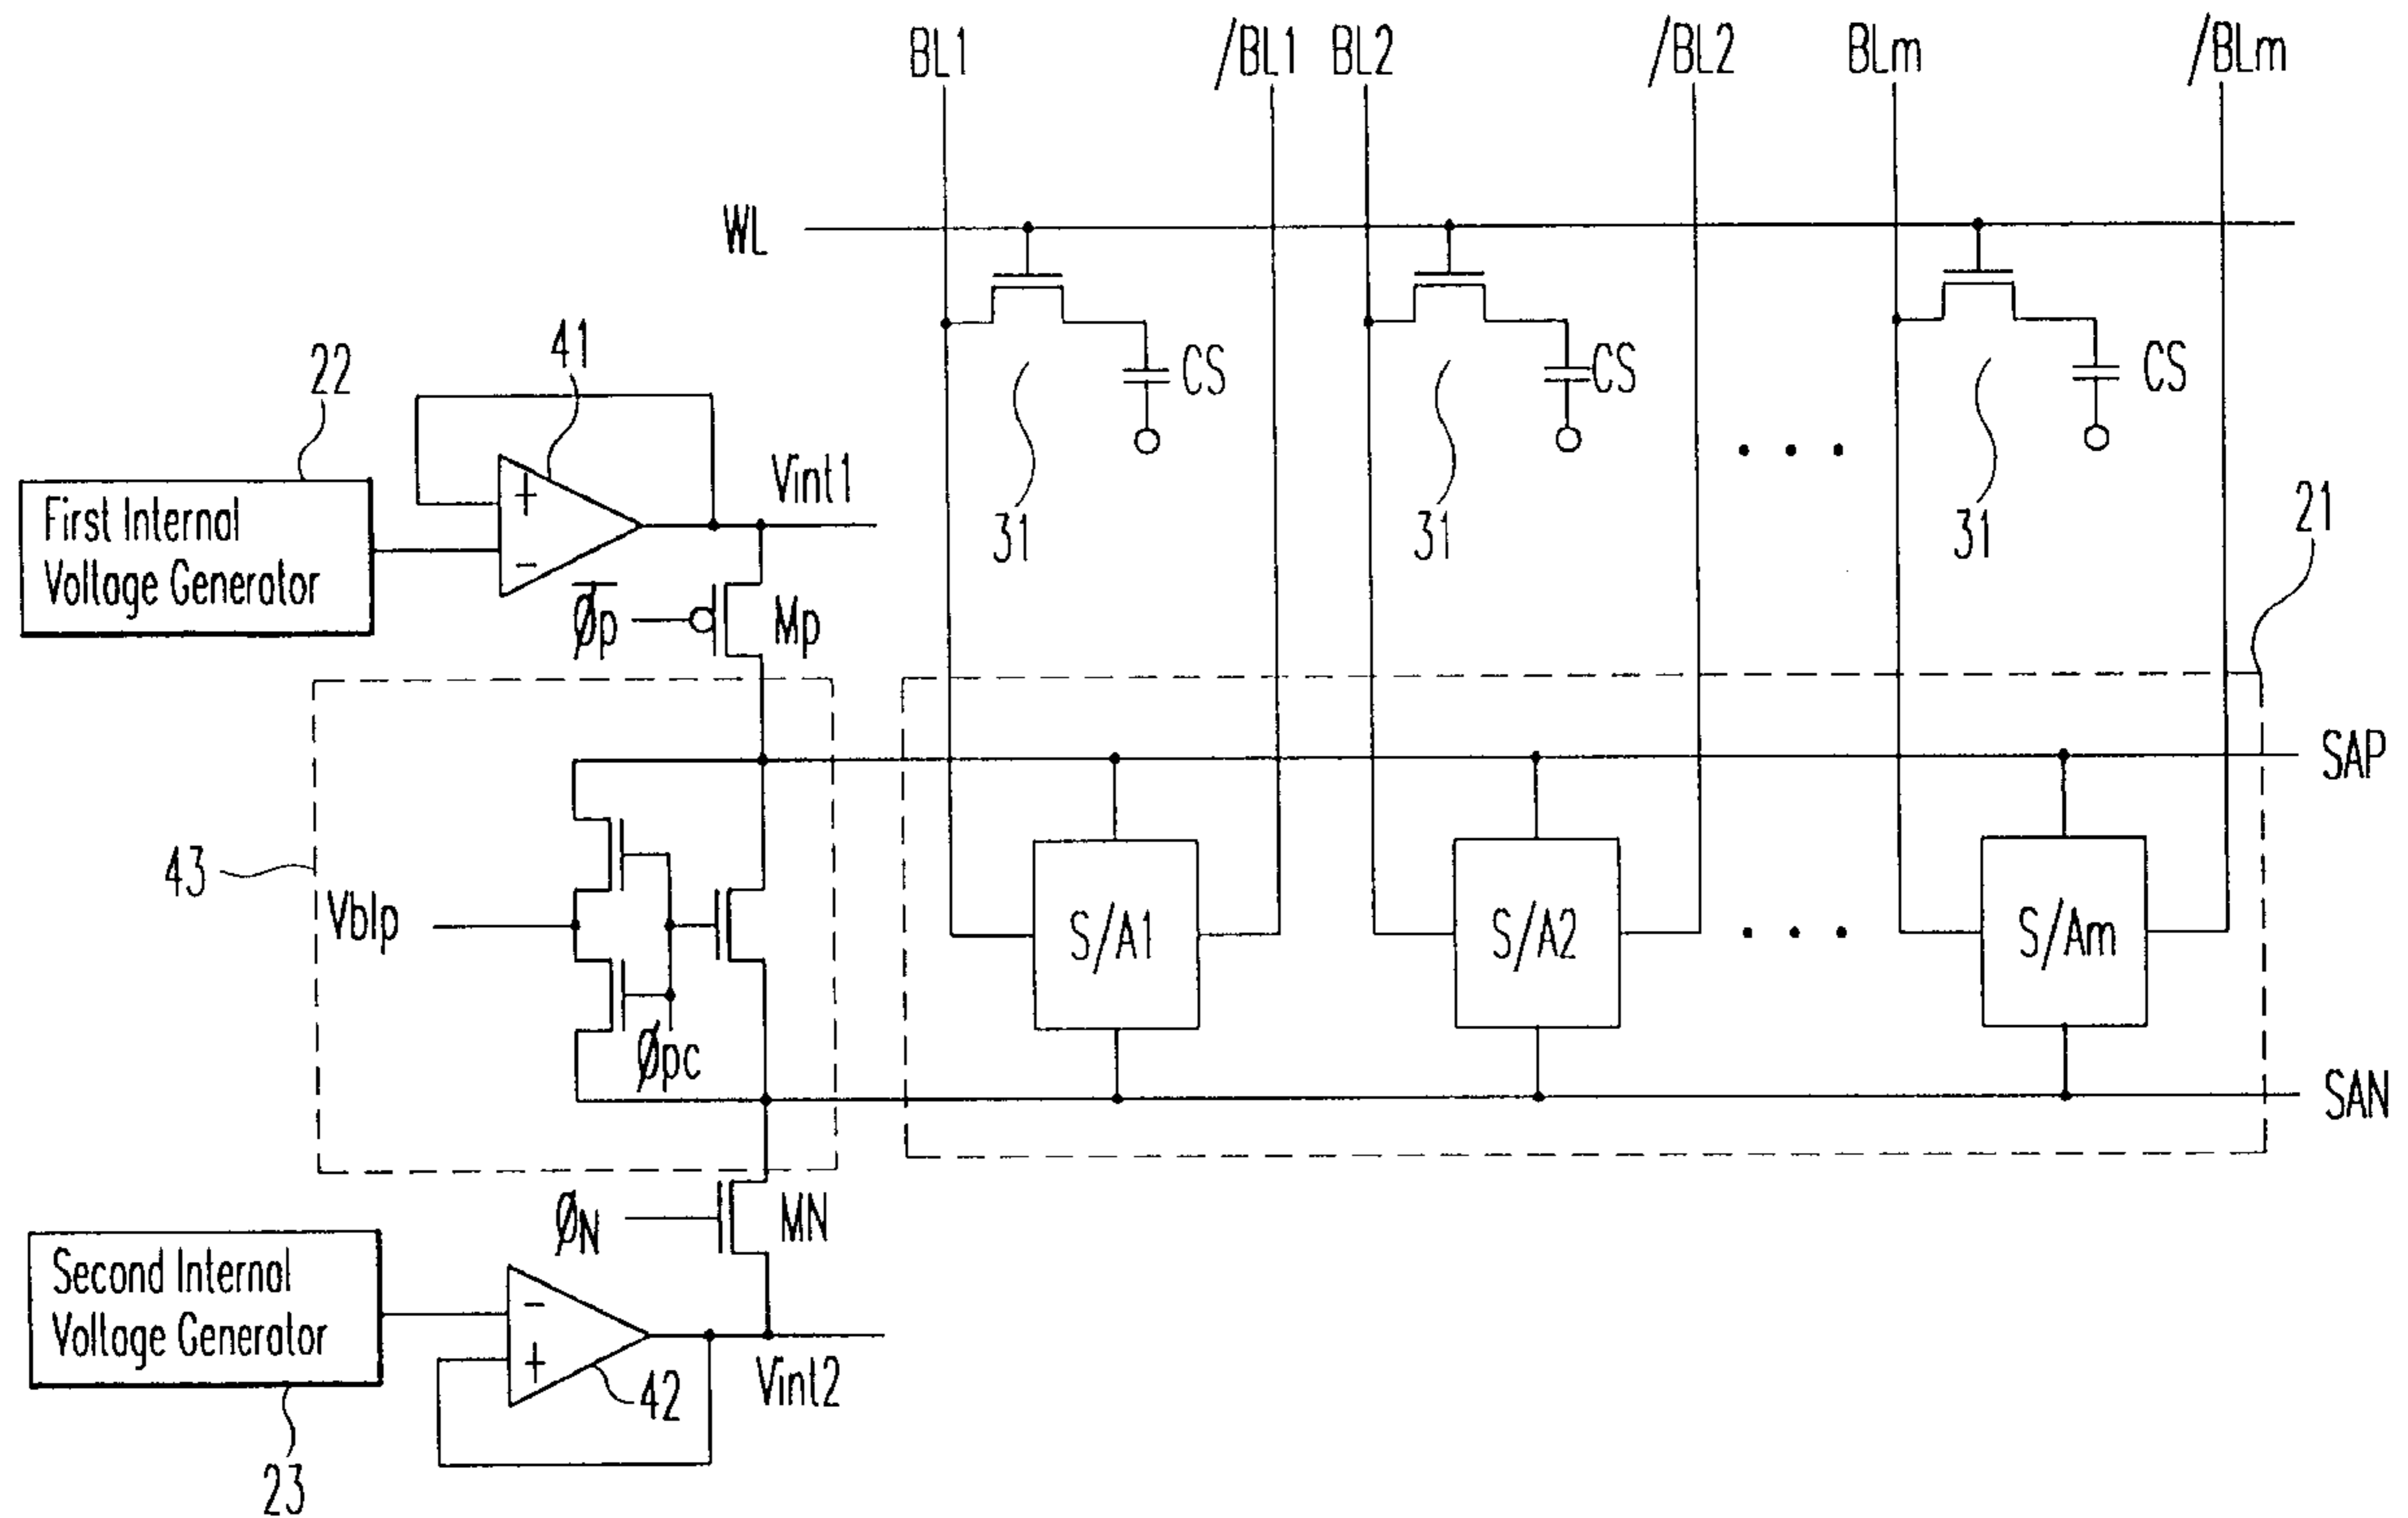 BL1 /BL1 BL2 /BL2 BLm /BLm
WL
CS CS CS
31 31 31
22
41
First Internal
Voltage Generator
+
-
Vint1
Øp Mp
21
SAP
43
Vblp
Øpc
S/A1 S/A2 • • • S/Am
SAN
ØN MN
Second Internal
Voltage Generator
-
+
42
Vint2
23